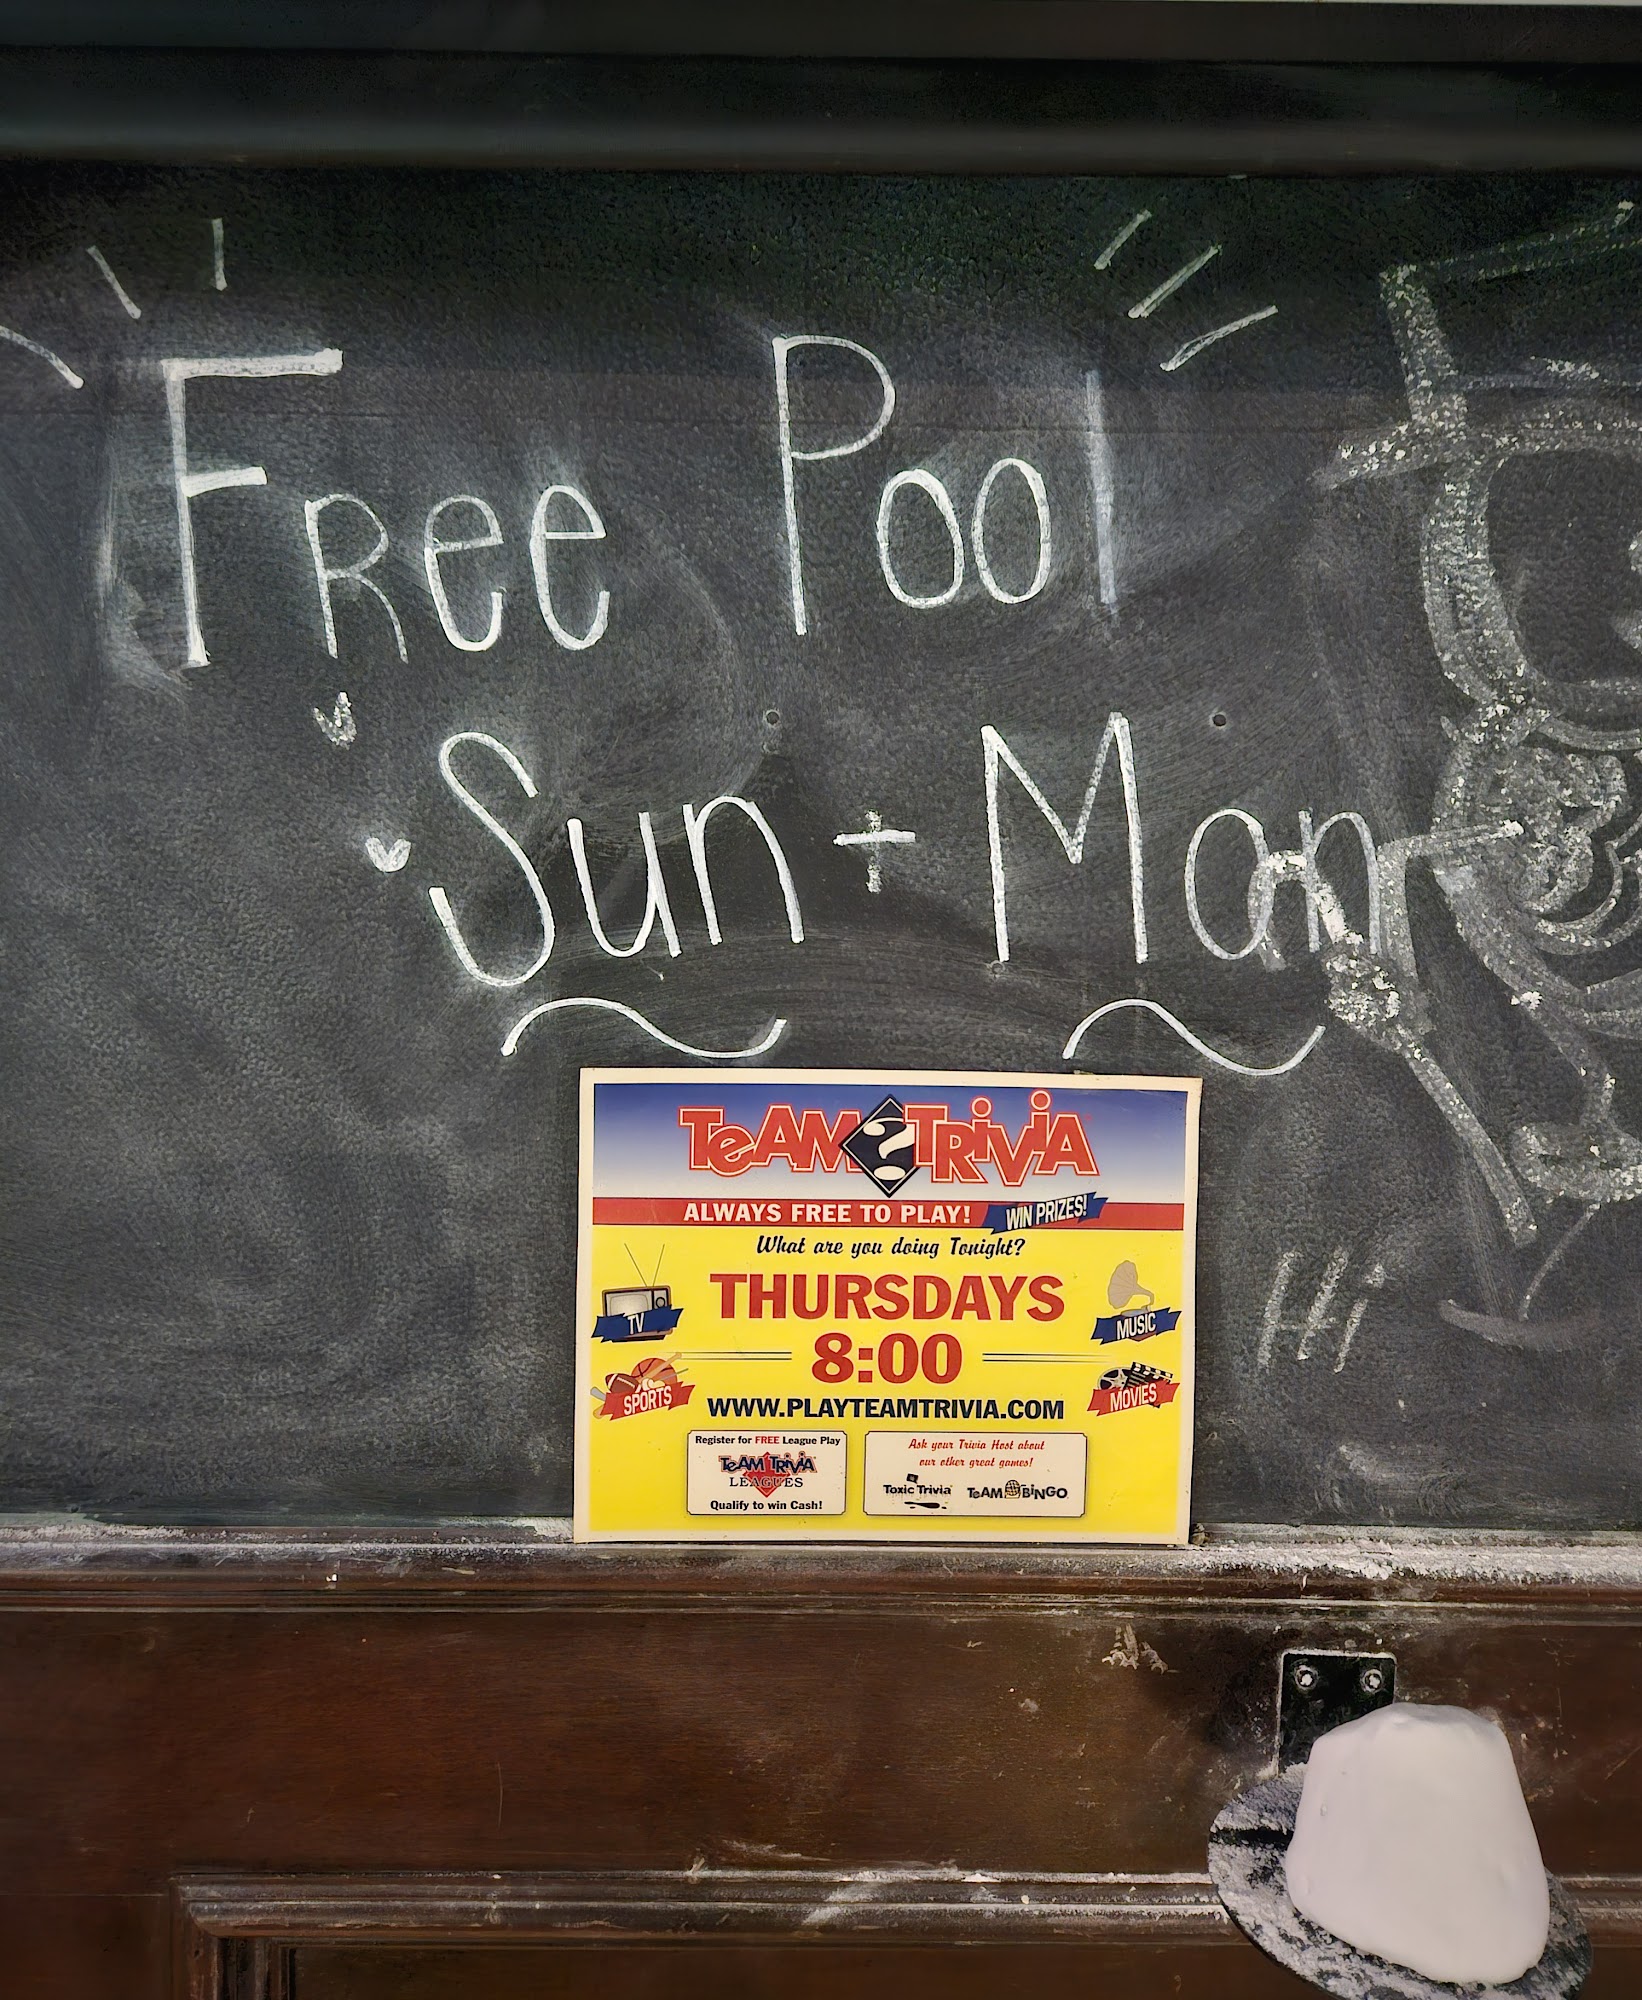 Free Pool
Sun + Mon
TEAM TRIVIA
ALWAYS FREE TO PLAY! WIN PRIZES!
What are you doing Tonight?
THURSDAYS
8:00
TV
MUSIC
SPORTS
MOVIES
WWW.PLAYTEAMTRIVIA.COM
Register for FREE League Play
TEAM TRIVIA
LEAGUES
Qualify to win Cash!
Ask your Trivia Host about
our other great games!
Toxic Trivia TEAM BINGO
Hi